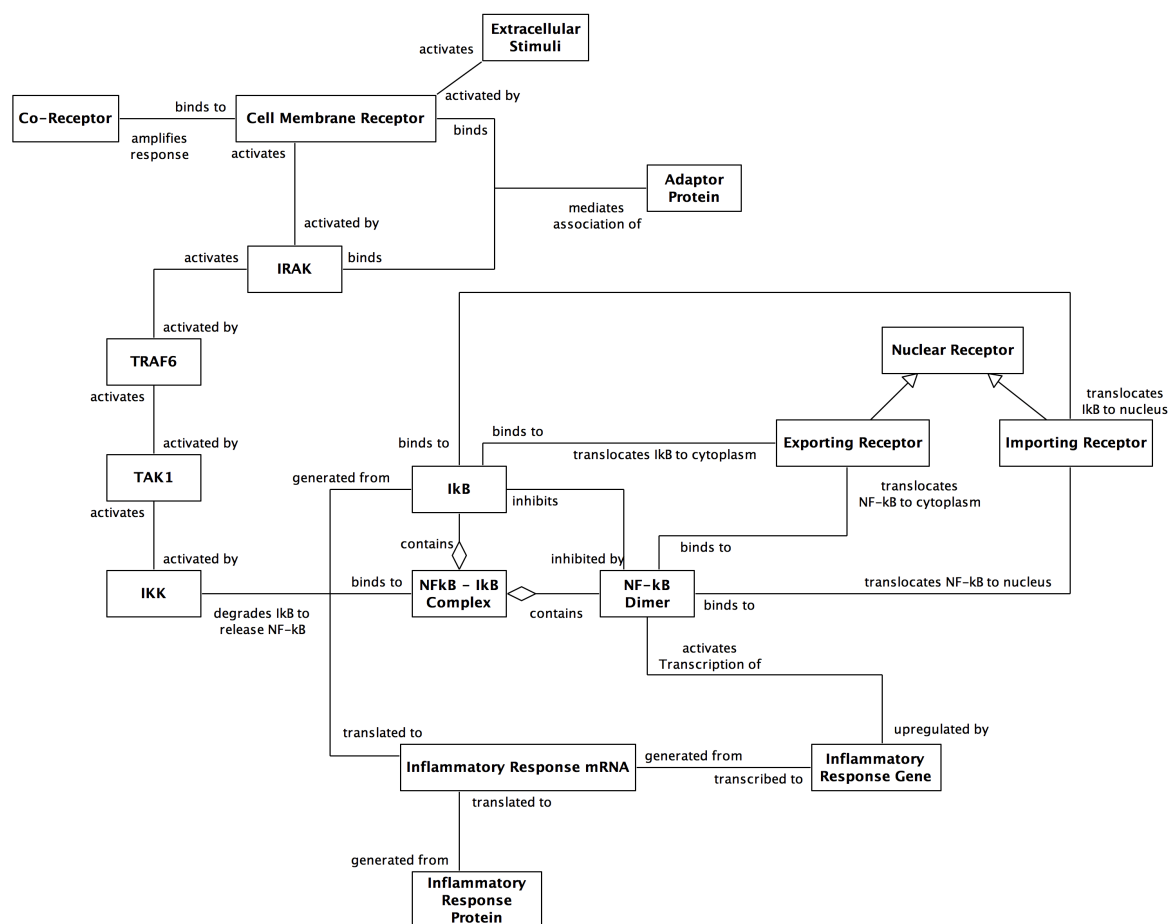 Extracellular
Stimuli
activates
activated by
Co-Receptor
binds to
amplifies
response
Cell Membrane Receptor
activates
binds
Adaptor
Protein
mediates
association of
activated by
activates
IRAK
binds
activated by
TRAF6
activates
Nuclear Receptor
translocates
IkB to nucleus
activated by
binds to
binds to
translocates IkB to cytoplasm
Exporting Receptor
Importing Receptor
TAK1
activates
generated from
IkB
inhibits
translocates
NF-kB to cytoplasm
contains
binds to
activated by
inhibited by
IKK
binds to
NFkB - IkB
Complex
contains
NF-kB
Dimer
translocates NF-kB to nucleus
binds to
degrades IkB to
release NF-kB
activates
Transcription of
translated to
upregulated by
Inflammatory Response mRNA
generated from
transcribed to
Inflammatory
Response Gene
translated to
generated from
Inflammatory
Response
Protein